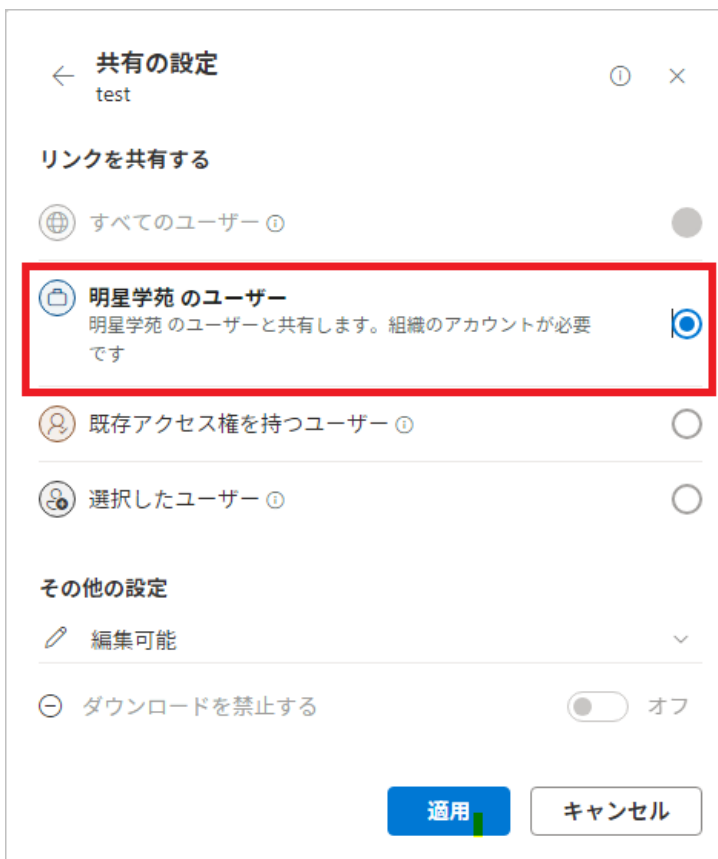 共有の設定
test
リンクを共有する
すべてのユーザー
明星学苑 のユーザー
明星学苑 のユーザーと共有します。組織のアカウントが必要
です
既存アクセス権を持つユーザー
選択したユーザー
その他の設定
編集可能
ダウンロードを禁止する オフ
適用 キャンセル